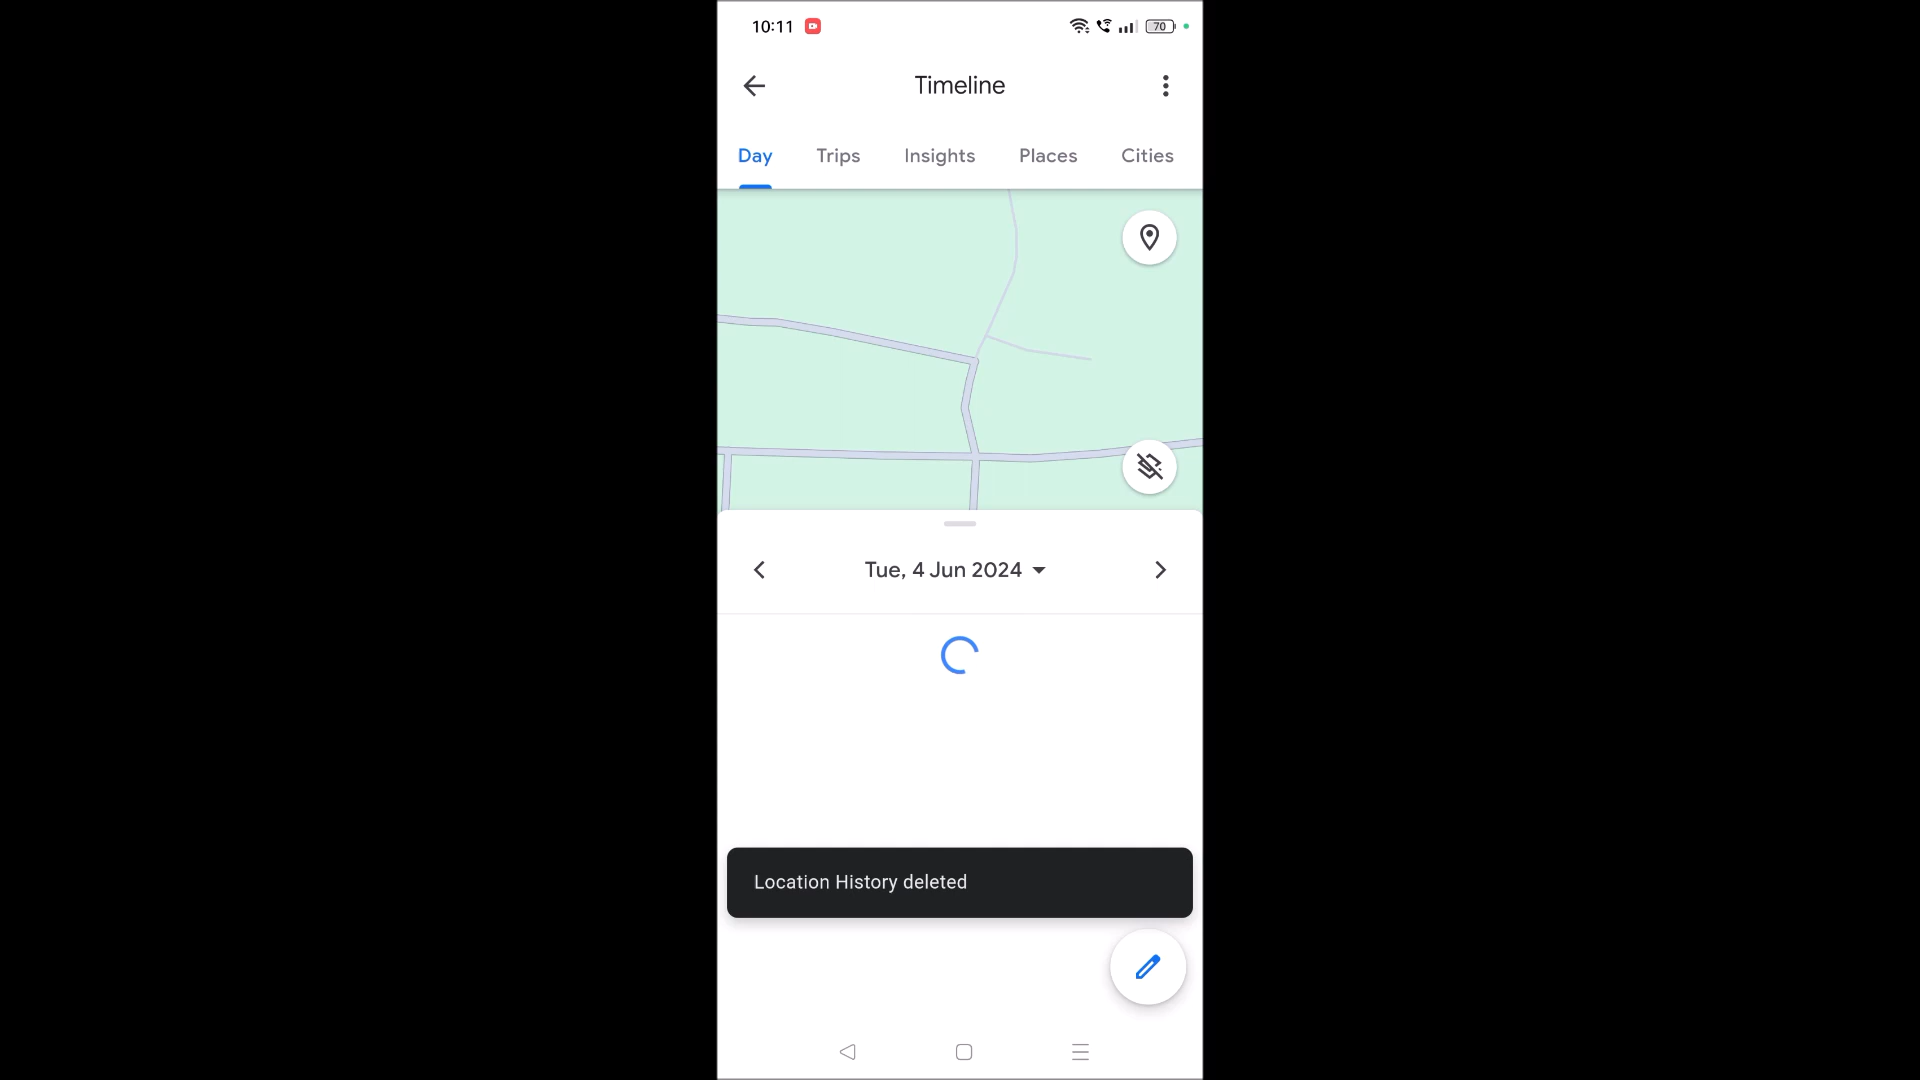 10:11 70
Timeline
Day Trips Insights Places Cities
Tue, 4 Jun 2024
Location History deleted